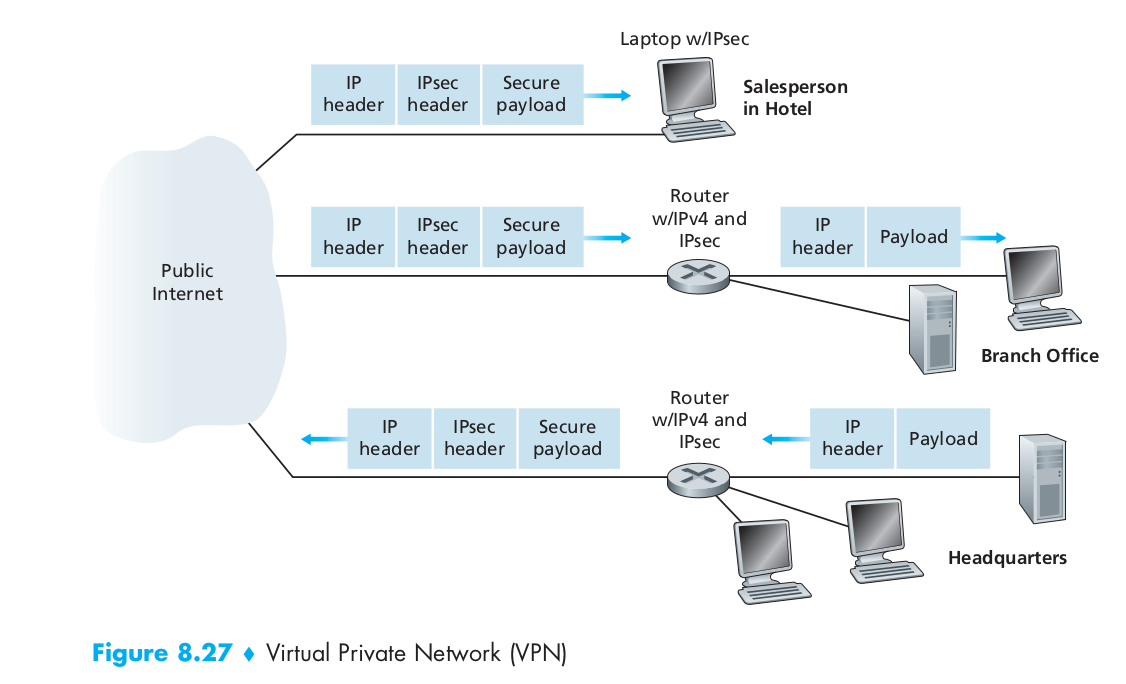 Laptop w/IPsec
IP
header
IPsec
header
Secure
payload
Salesperson
in Hotel
Public
Internet
IP
header
IPsec
header
Secure
payload
Router
w/IPv4 and
IPsec
IP
header
Payload
Branch Office
IP
header
IPsec
header
Secure
payload
Router
w/IPv4 and
IPsec
IP
header
Payload
Headquarters
Figure 8.27 ♦ Virtual Private Network (VPN)